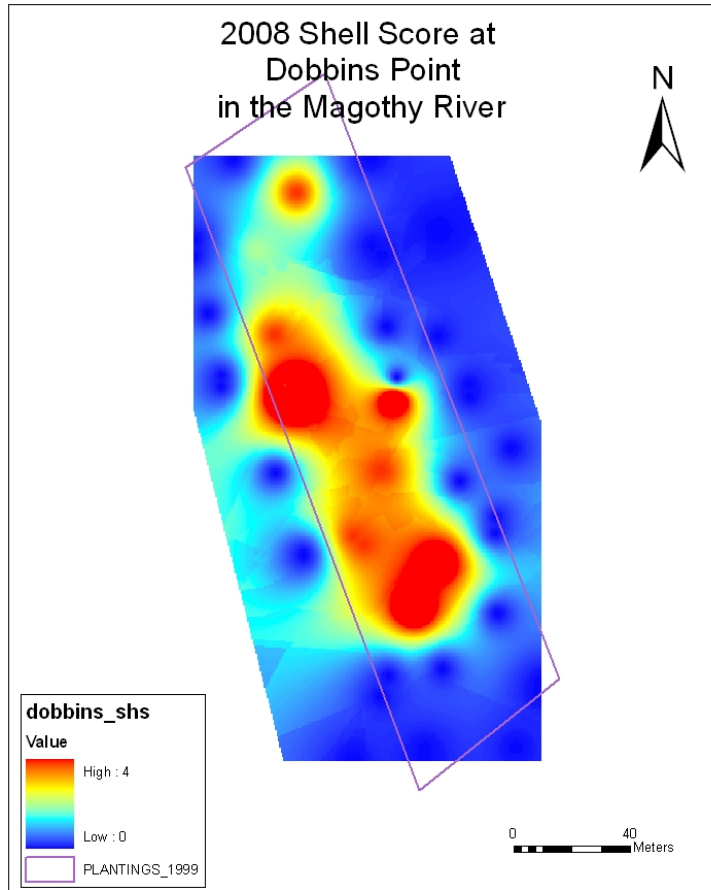 2008 Shell Score at
Dobbins Point
in the Magothy River
N
dobbins_shs
Value
High : 4
Low : 0
PLANTINGS_1999
0 40
Meters